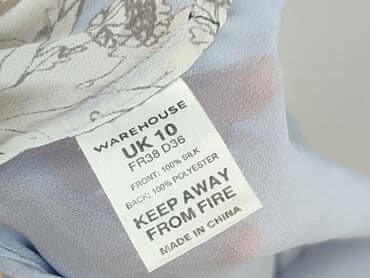 WAREHOUSE
UK 10
FR38 D36
FRONT: 100% SILK
BACK: 100% POLYESTER
KEEP AWAY
FROM FIRE
MADE IN CHINA